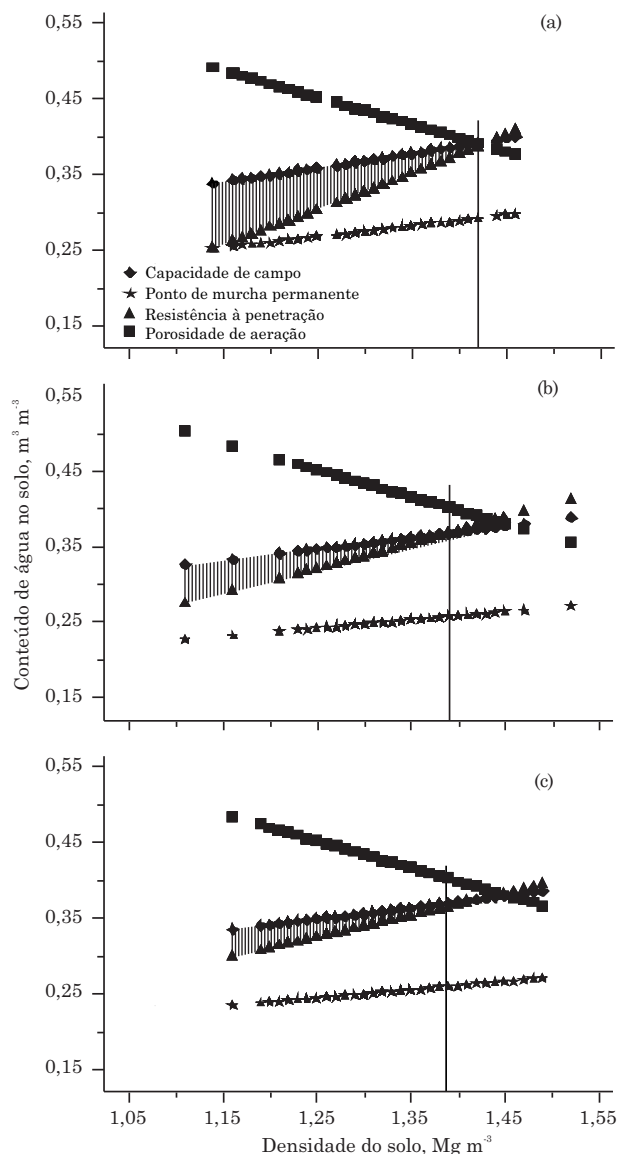 0,55
(a)
0,45
0,35
0,25
Capacidade de campo
Ponto de murcha permanente
Resistência à penetração
Porosidade de aeração
0,15
Conteúdo de água no solo, m³ m⁻³
0,55
(b)
0,45
0,35
0,25
0,15
0,55
(c)
0,45
0,35
0,25
0,15
1,05 1,15 1,25 1,35 1,45 1,55
Densidade do solo, Mg m⁻³